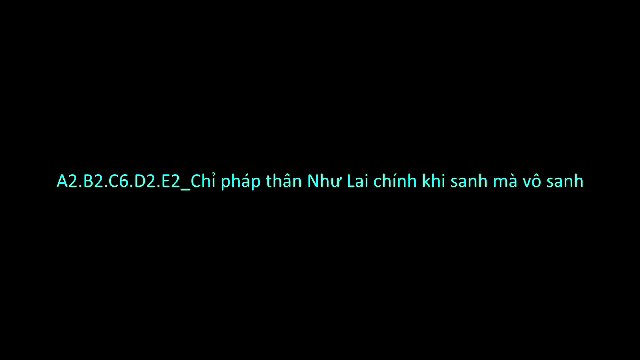 A2.B2.C6.D2.E2_Chỉ pháp thân Như Lai chính khi sanh mà vô sanh